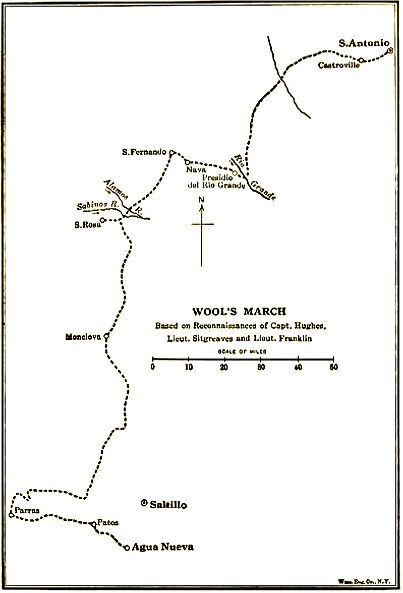 S.Antonio
Castroville
S.Fernando
Nava
Presidio
del Rio Grande
Rio Grande
Alamos R.
Sabinos R.
S.Rosa
N
WOOL'S MARCH
Based on Reconnaissances of Capt. Hughes,
Lieut. Sitgreaves and Lieut. Franklin
SCALE OF MILES
0 10 20 30 40 50
Monclova
Saltillo
Parras
Patos
Agua Nueva
Wms. Eng. Co., N.Y.